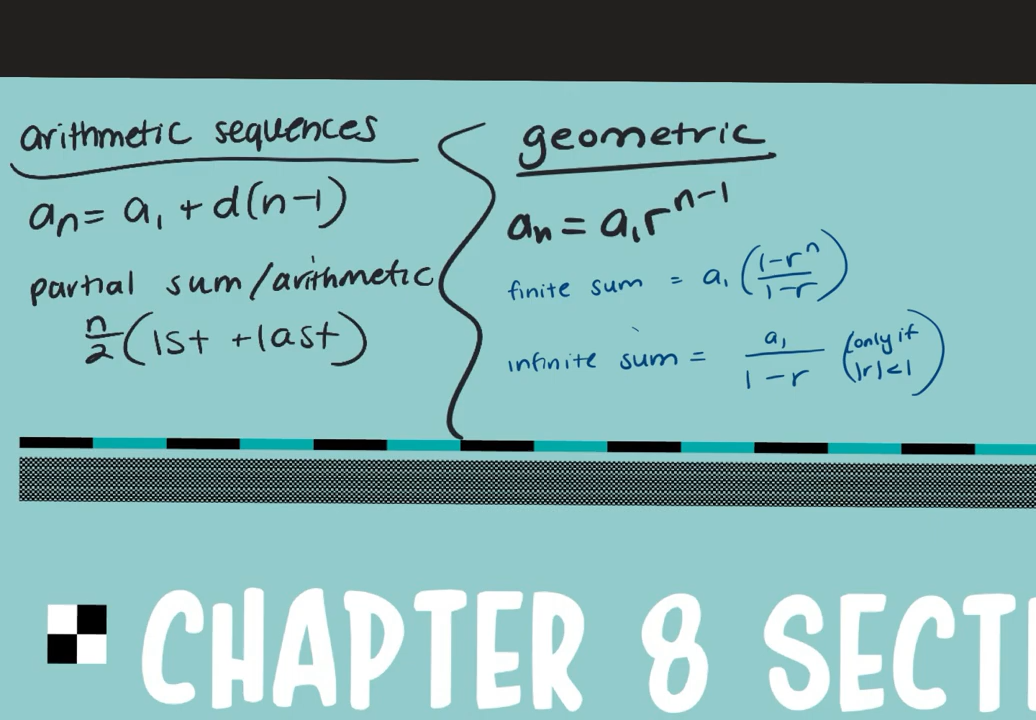 arithmetic sequences
aₙ = a₁ + d(n-1)
partial sum/arithmetic
n/2 (1st + last)
geometric
aₙ = a₁rⁿ⁻¹
finite sum = a₁ (1-rⁿ/1-r)
infinite sum = a₁/1-r (only if |r|<1)
CHAPTER 8 SECTI